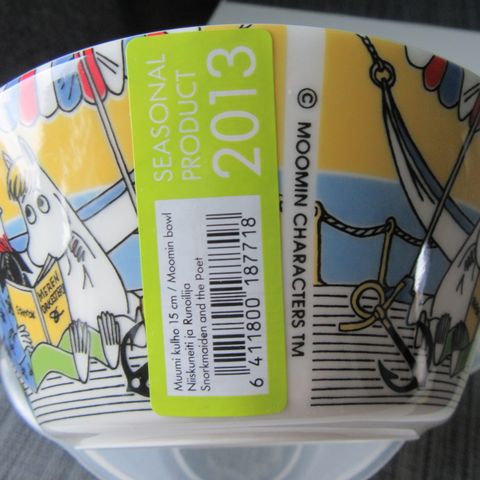 SEASONAL
PRODUCT
2013
Muumi kulho 15 cm / Moomin bowl
Niiskuneiti ja Runoilija
Snorkmaiden and the Poet
6 411800 187718
© MOOMIN CHARACTERS TM
MEREN